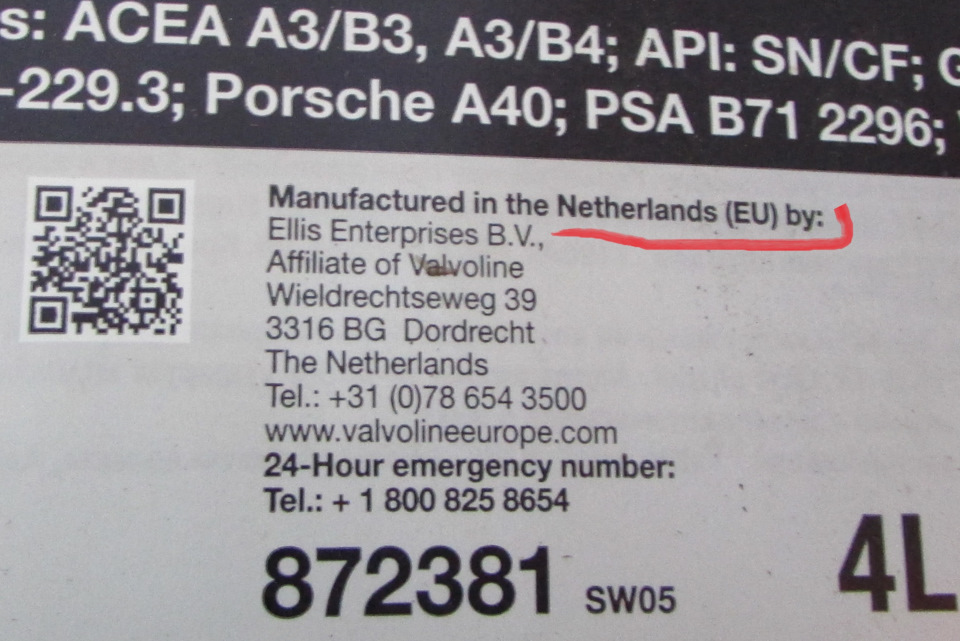 s: ACEA A3/B3, A3/B4; API: SN/CF; G
-229.3; Porsche A40; PSA B71 2296;
Manufactured in the Netherlands (EU) by:
Ellis Enterprises B.V.,
Affiliate of Valvoline
Wieldrechtseweg 39
3316 BG Dordrecht
The Netherlands
Tel.: +31 (0)78 654 3500
www.valvolineeurope.com
24-Hour emergency number:
Tel.: + 1 800 825 8654
872381 SW05
4L